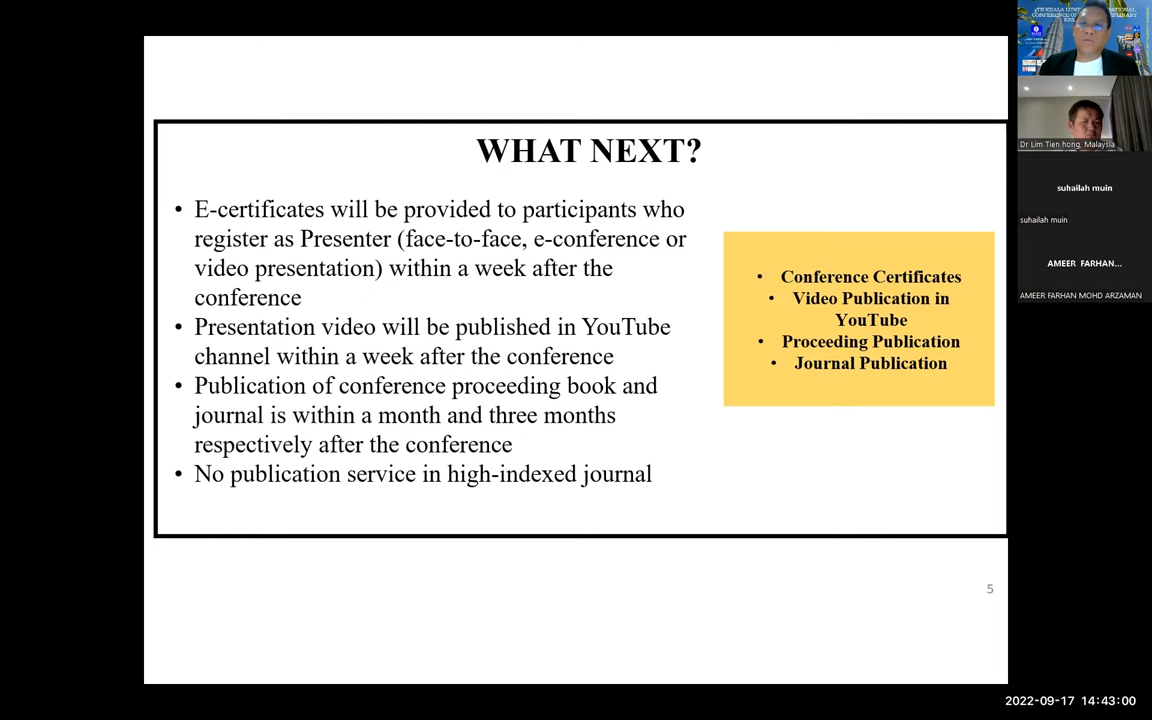 WHAT NEXT?
• E-certificates will be provided to participants who
register as Presenter (face-to-face, e-conference or
video presentation) within a week after the
conference
• Presentation video will be published in YouTube
channel within a week after the conference
• Publication of conference proceeding book and
journal is within a month and three months
respectively after the conference
• No publication service in high-indexed journal
• Conference Certificates
• Video Publication in
YouTube
• Proceeding Publication
• Journal Publication
5
Dr Lim Tien hong, Malaysia
suhailah muin
suhailah muin
AMEER FARHAN...
AMEER FARHAN MOHD ARZAMAN
2022-09-17 14:43:00